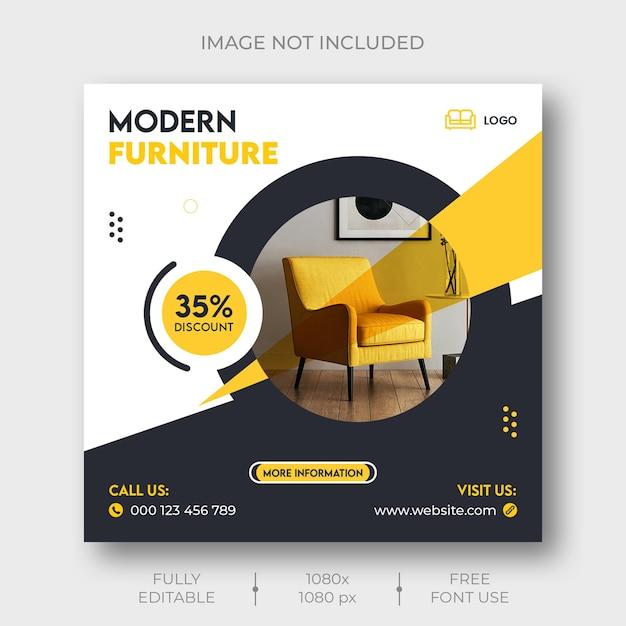 IMAGE NOT INCLUDED
MODERN
FURNITURE
LOGO
35%
DISCOUNT
MORE INFORMATION
CALL US:
000 123 456 789
VISIT US:
www.website.com
FULLY
EDITABLE
1080x
1080 px
FREE
FONT USE